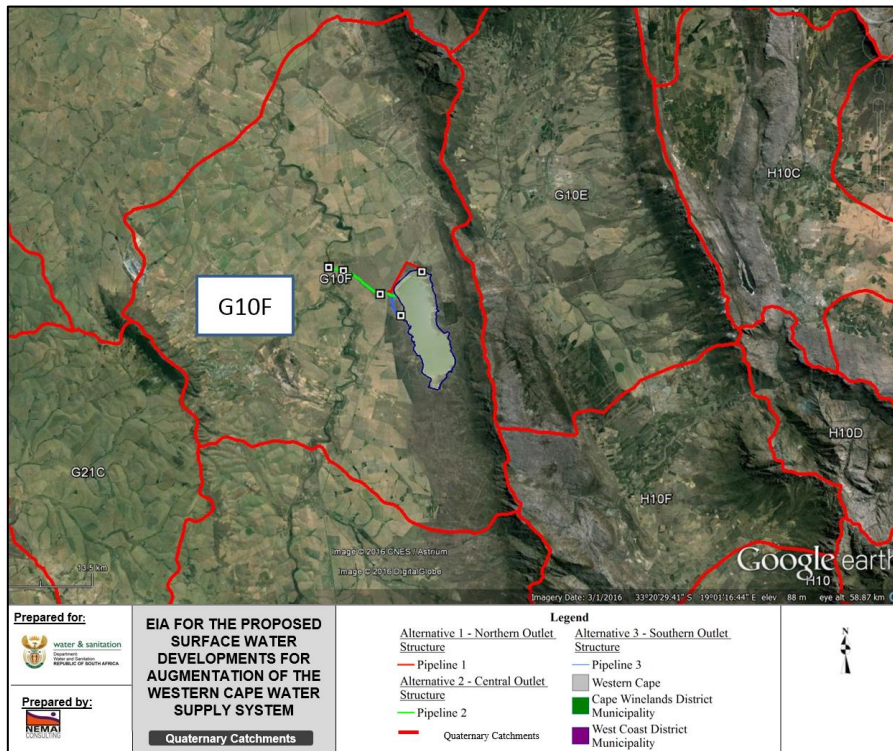 G10E
H10C
G10F
G10F
H10D
G21C
H10F
Image © 2016 CNES / Astrium
Image © 2016 DigitalGlobe
13.5 km
Google earth
H10
Imagery Date: 3/1/2016 33°20'29.41" S 19°01'16.44" E elev 88 m eye alt 58.87 km
Prepared for:
water & sanitation
Department:
Water and Sanitation
REPUBLIC OF SOUTH AFRICA
Prepared by:
NEMAI
CONSULTING
EIA FOR THE PROPOSED
SURFACE WATER
DEVELOPMENTS FOR
AUGMENTATION OF THE
WESTERN CAPE WATER
SUPPLY SYSTEM
Quaternary Catchments
Legend
Alternative 1 - Northern Outlet
Structure
Pipeline 1
Alternative 2 - Central Outlet
Structure
Pipeline 2
Quaternary Catchments
Alternative 3 - Southern Outlet
Structure
Pipeline 3
Western Cape
Cape Winelands District
Municipality
West Coast District
Municipality
N